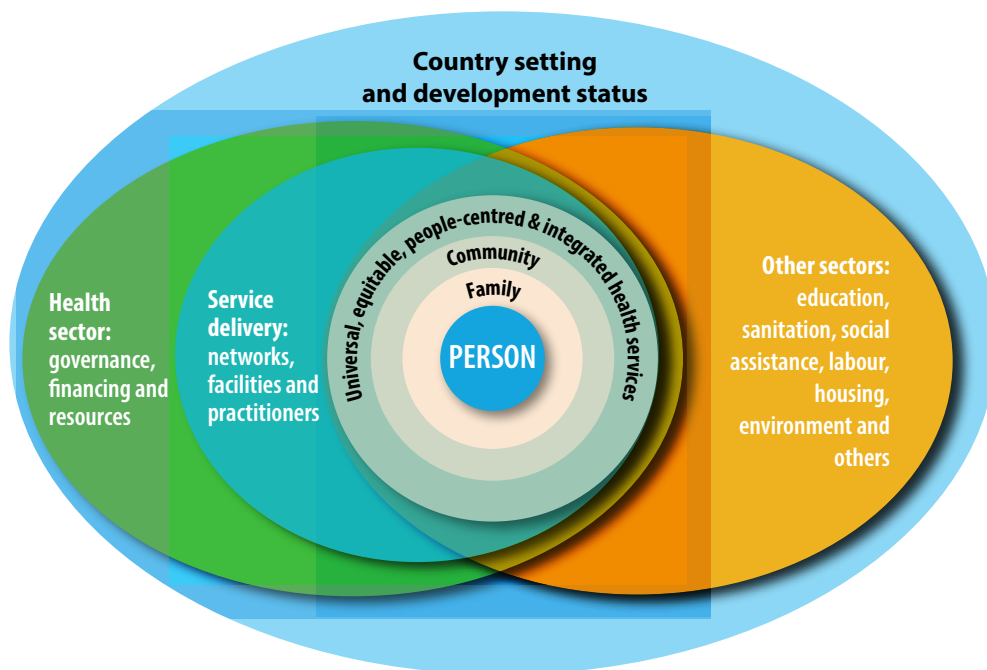 Country setting
and development status
Universal, equitable, people-centred & integrated health services
Community
Family
PERSON
Health
sector:
governance,
financing and
resources
Service
delivery:
networks,
facilities and
practitioners
Other sectors:
education,
sanitation, social
assistance, labour,
housing,
environment and
others